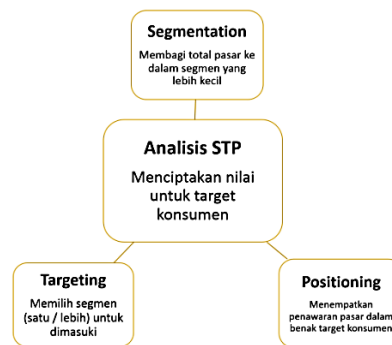 Segmentation
Membagi total pasar ke
dalam segmen yang
lebih kecil
Analisis STP
Menciptakan nilai
untuk target
konsumen
Targeting
Memilih segmen
(satu / lebih) untuk
dimasuki
Positioning
Menempatkan
penawaran pasar dalam
benak target konsumen